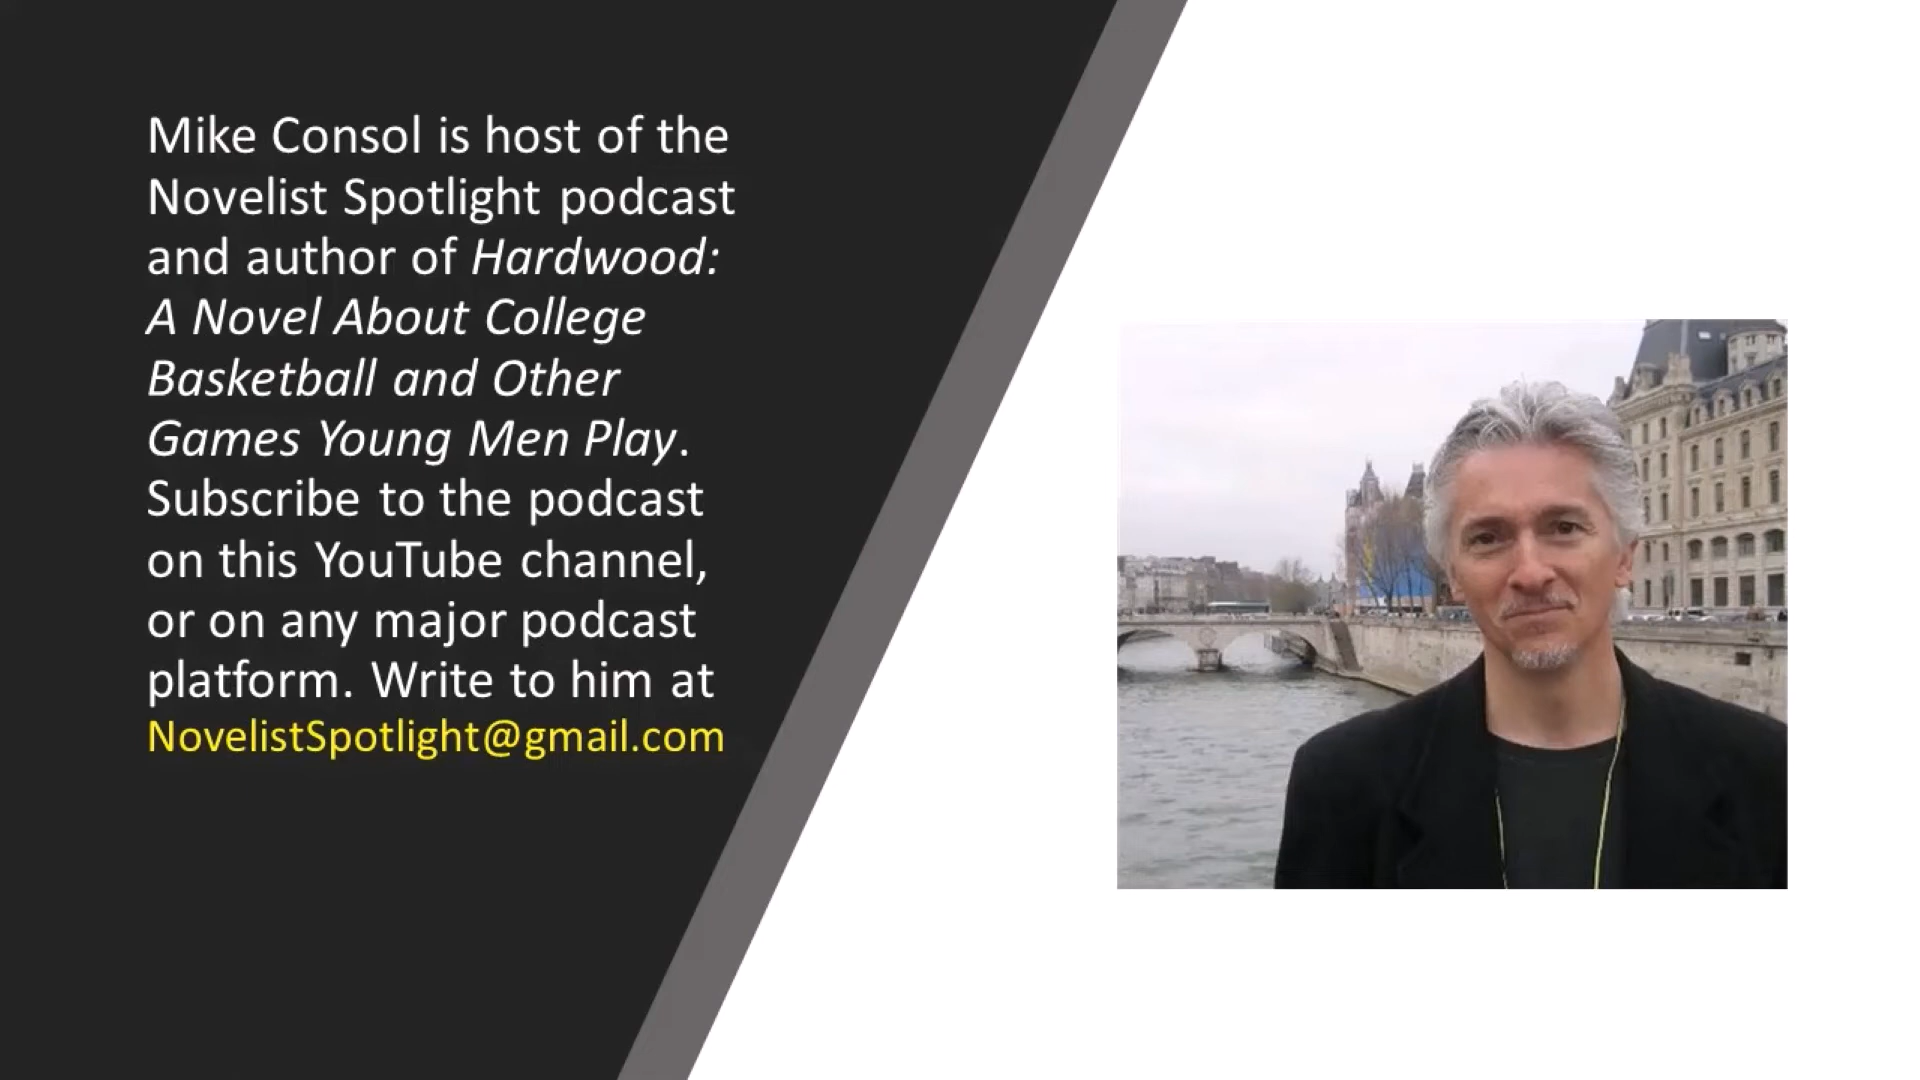 Mike Consol is host of the
Novelist Spotlight podcast
and author of Hardwood:
A Novel About College
Basketball and Other
Games Young Men Play.
Subscribe to the podcast
on this YouTube channel,
or on any major podcast
platform. Write to him at
NovelistSpotlight@gmail.com